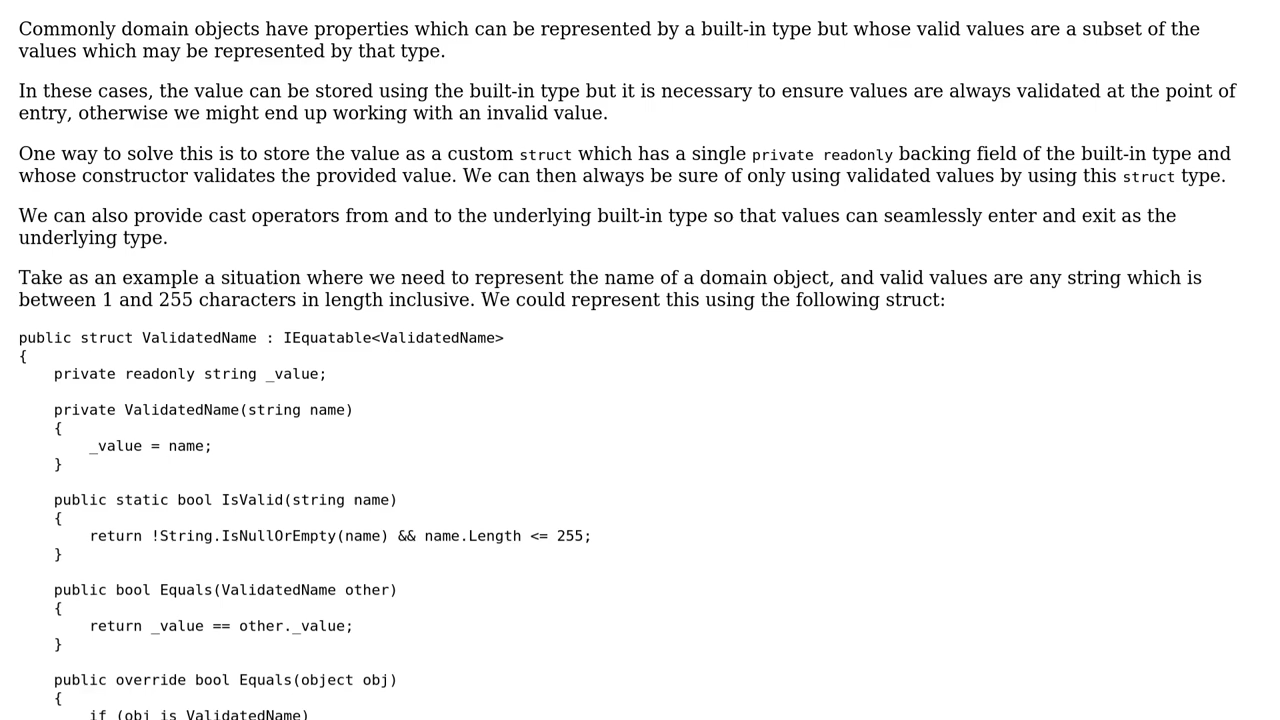 Commonly domain objects have properties which can be represented by a built-in type but whose valid values are a subset of the
values which may be represented by that type.
In these cases, the value can be stored using the built-in type but it is necessary to ensure values are always validated at the point of
entry, otherwise we might end up working with an invalid value.
One way to solve this is to store the value as a custom struct which has a single private readonly backing field of the built-in type and
whose constructor validates the provided value. We can then always be sure of only using validated values by using this struct type.
We can also provide cast operators from and to the underlying built-in type so that values can seamlessly enter and exit as the
underlying type.
Take as an example a situation where we need to represent the name of a domain object, and valid values are any string which is
between 1 and 255 characters in length inclusive. We could represent this using the following struct:
public struct ValidatedName : IEquatable<ValidatedName>
{
    private readonly string _value;
    private ValidatedName(string name)
    {
        _value = name;
    }
    public static bool IsValid(string name)
    {
        return !String.IsNullOrEmpty(name) && name.Length <= 255;
    }
    public bool Equals(ValidatedName other)
    {
        return _value == other._value;
    }
    public override bool Equals(object obj)
    {
        if (obj is ValidatedName)